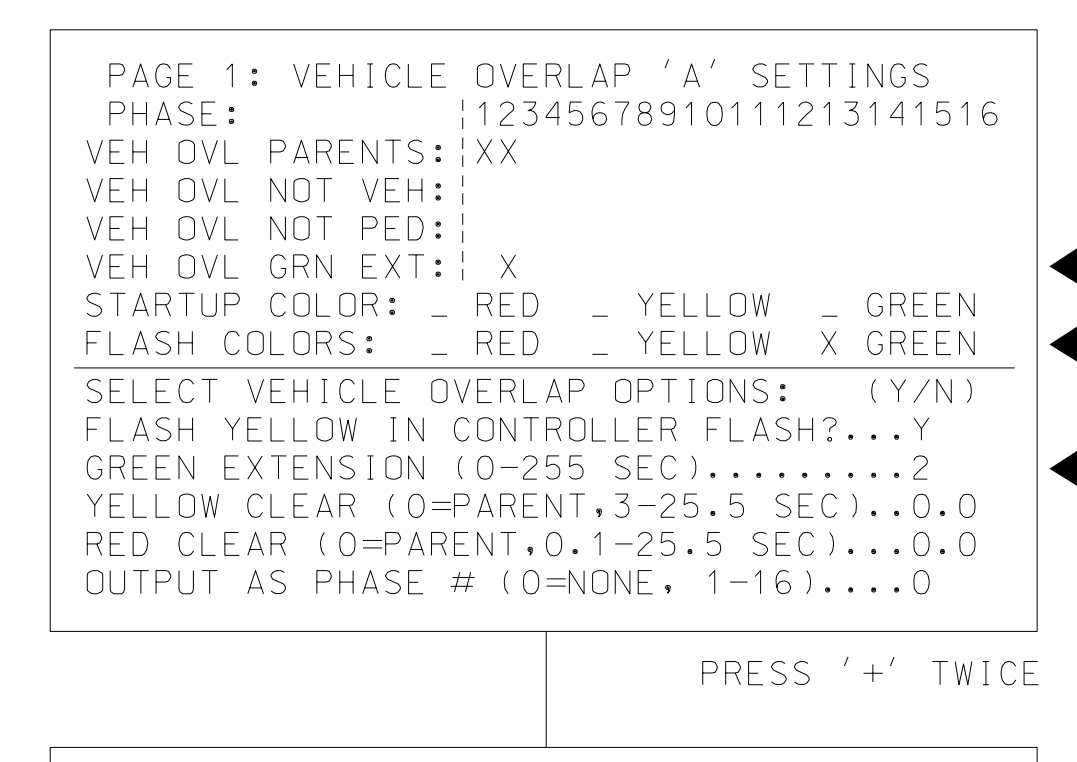 PAGE 1: VEHICLE OVERLAP 'A' SETTINGS
PHASE: ¦12345678910111213141516
VEH OVL PARENTS:¦XX
VEH OVL NOT VEH:¦
VEH OVL NOT PED:¦
VEH OVL GRN EXT:¦ X
STARTUP COLOR: _ RED _ YELLOW _ GREEN
FLASH COLORS: _ RED _ YELLOW X GREEN
SELECT VEHICLE OVERLAP OPTIONS: (Y/N)
FLASH YELLOW IN CONTROLLER FLASH?...Y
GREEN EXTENSION (0-255 SEC).........2
YELLOW CLEAR (0=PARENT,3-25.5 SEC)..0.0
RED CLEAR (0=PARENT,0.1-25.5 SEC)...0.0
OUTPUT AS PHASE # (0=NONE, 1-16)....0
PRESS '+' TWICE